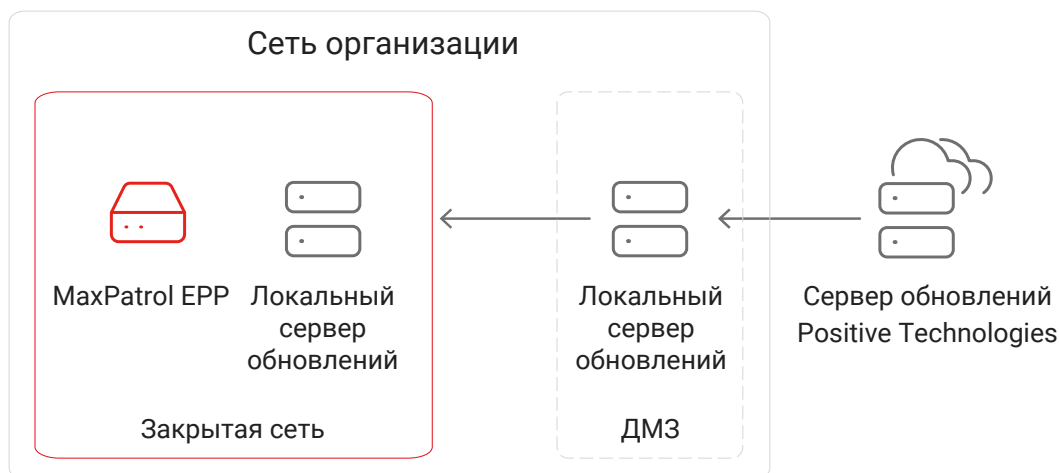 Сеть организации
MaxPatrol EPP
Локальный
сервер
обновлений
Закрытая сеть
Локальный
сервер
обновлений
ДМЗ
Сервер обновлений
Positive Technologies